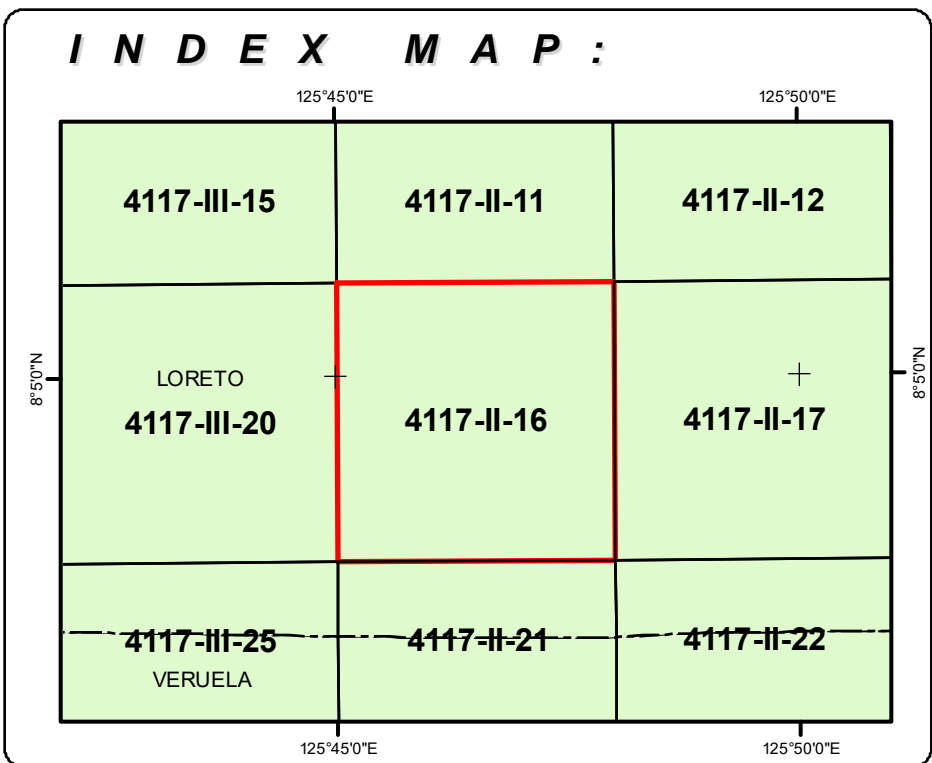 INDEX MAP:
125°45'0"E 125°50'0"E
4117-III-15 4117-II-11 4117-II-12
8°5'0"N 8°5'0"N
LORETO
4117-III-20 4117-II-16 4117-II-17
4117-III-25 4117-II-21 4117-II-22
VERUELA
125°45'0"E 125°50'0"E